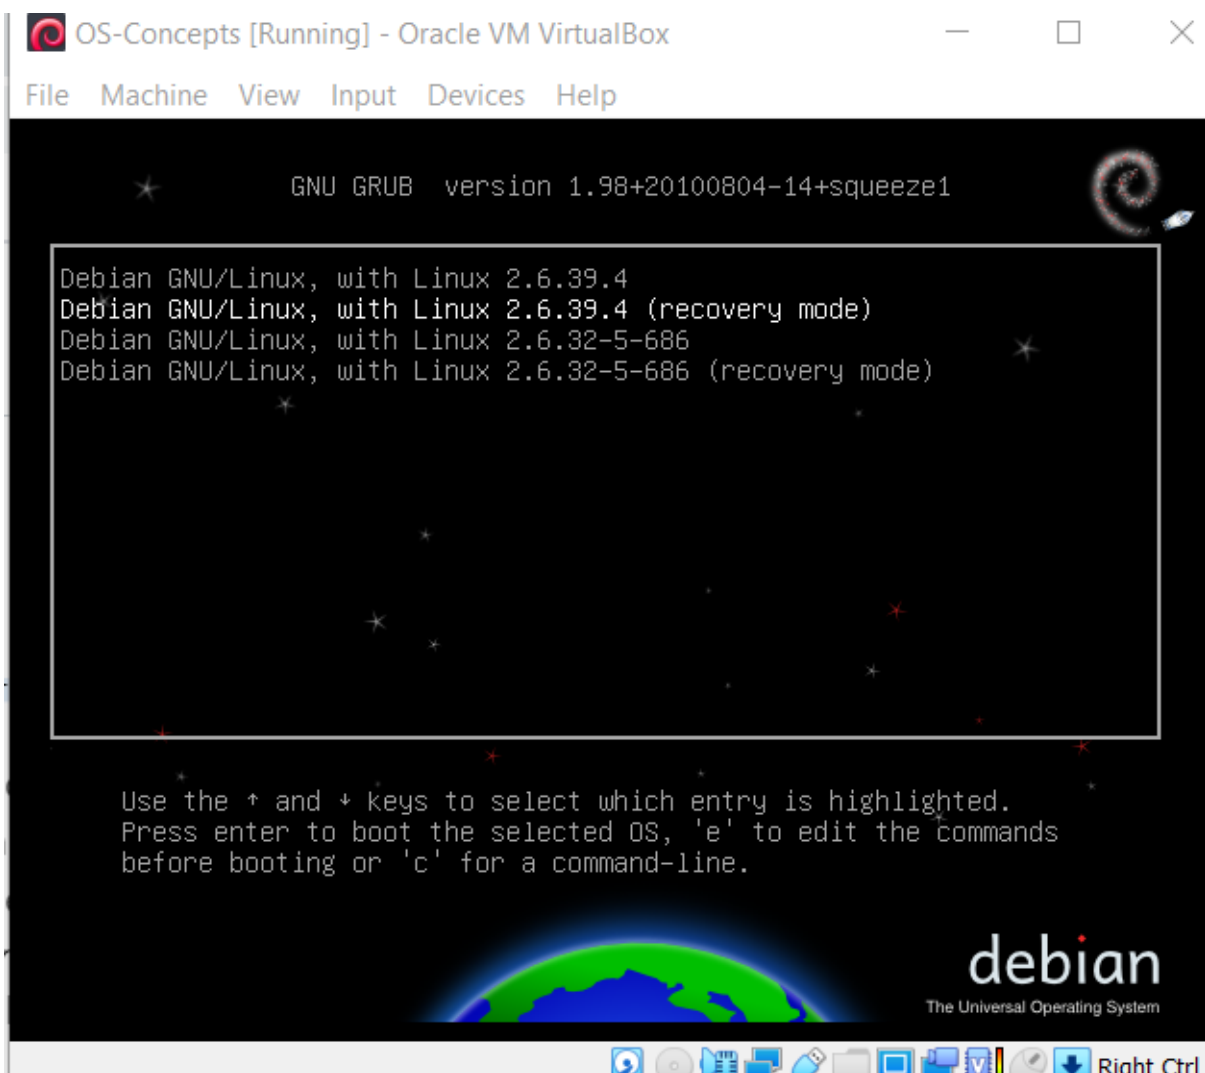 OS-Concepts [Running] - Oracle VM VirtualBox
File Machine View Input Devices Help
GNU GRUB version 1.98+20100804-14+squeeze1
Debian GNU/Linux, with Linux 2.6.39.4
Debian GNU/Linux, with Linux 2.6.39.4 (recovery mode)
Debian GNU/Linux, with Linux 2.6.32-5-686
Debian GNU/Linux, with Linux 2.6.32-5-686 (recovery mode)
Use the ↑ and ↓ keys to select which entry is highlighted.
Press enter to boot the selected OS, 'e' to edit the commands
before booting or 'c' for a command-line.
debian
The Universal Operating System
Right Ctrl